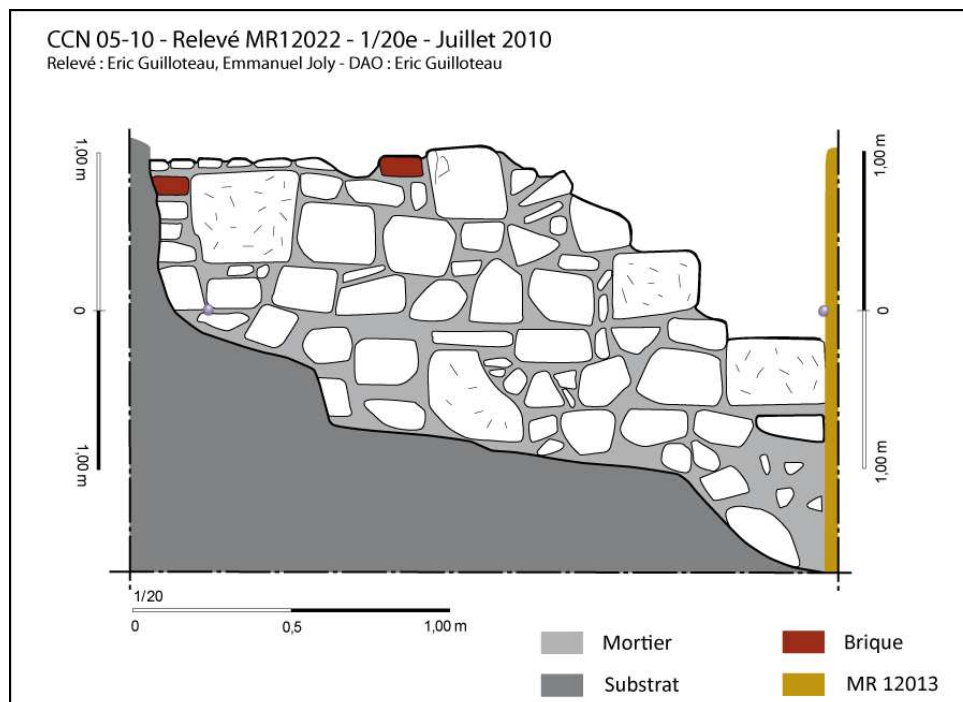 CCN 05-10 - Relevé MR12022 - 1/20e - Juillet 2010
Relevé : Eric Guilloteau, Emmanuel Joly - DAO : Eric Guilloteau
1,00 m
0
1,00 m
1,00 m
0
1,00 m
1/20
0 0,5 1,00 m
Mortier
Brique
Substrat
MR 12013